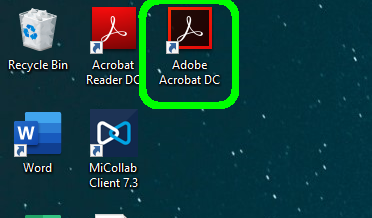 Recycle Bin
Acrobat
Reader DC
Adobe
Acrobat DC
Word
MiCollab
Client 7.3